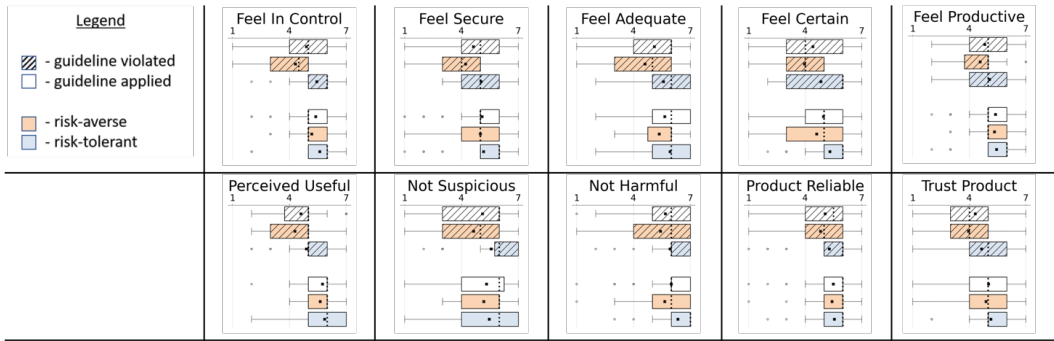 Legend
- guideline violated
- guideline applied
- risk-averse
- risk-tolerant
Feel In Control
1 4 7
Feel Secure
1 4 7
Feel Adequate
1 4 7
Feel Certain
1 4 7
Feel Productive
1 4 7
Perceived Useful
1 4 7
Not Suspicious
1 4 7
Not Harmful
1 4 7
Product Reliable
1 4 7
Trust Product
1 4 7